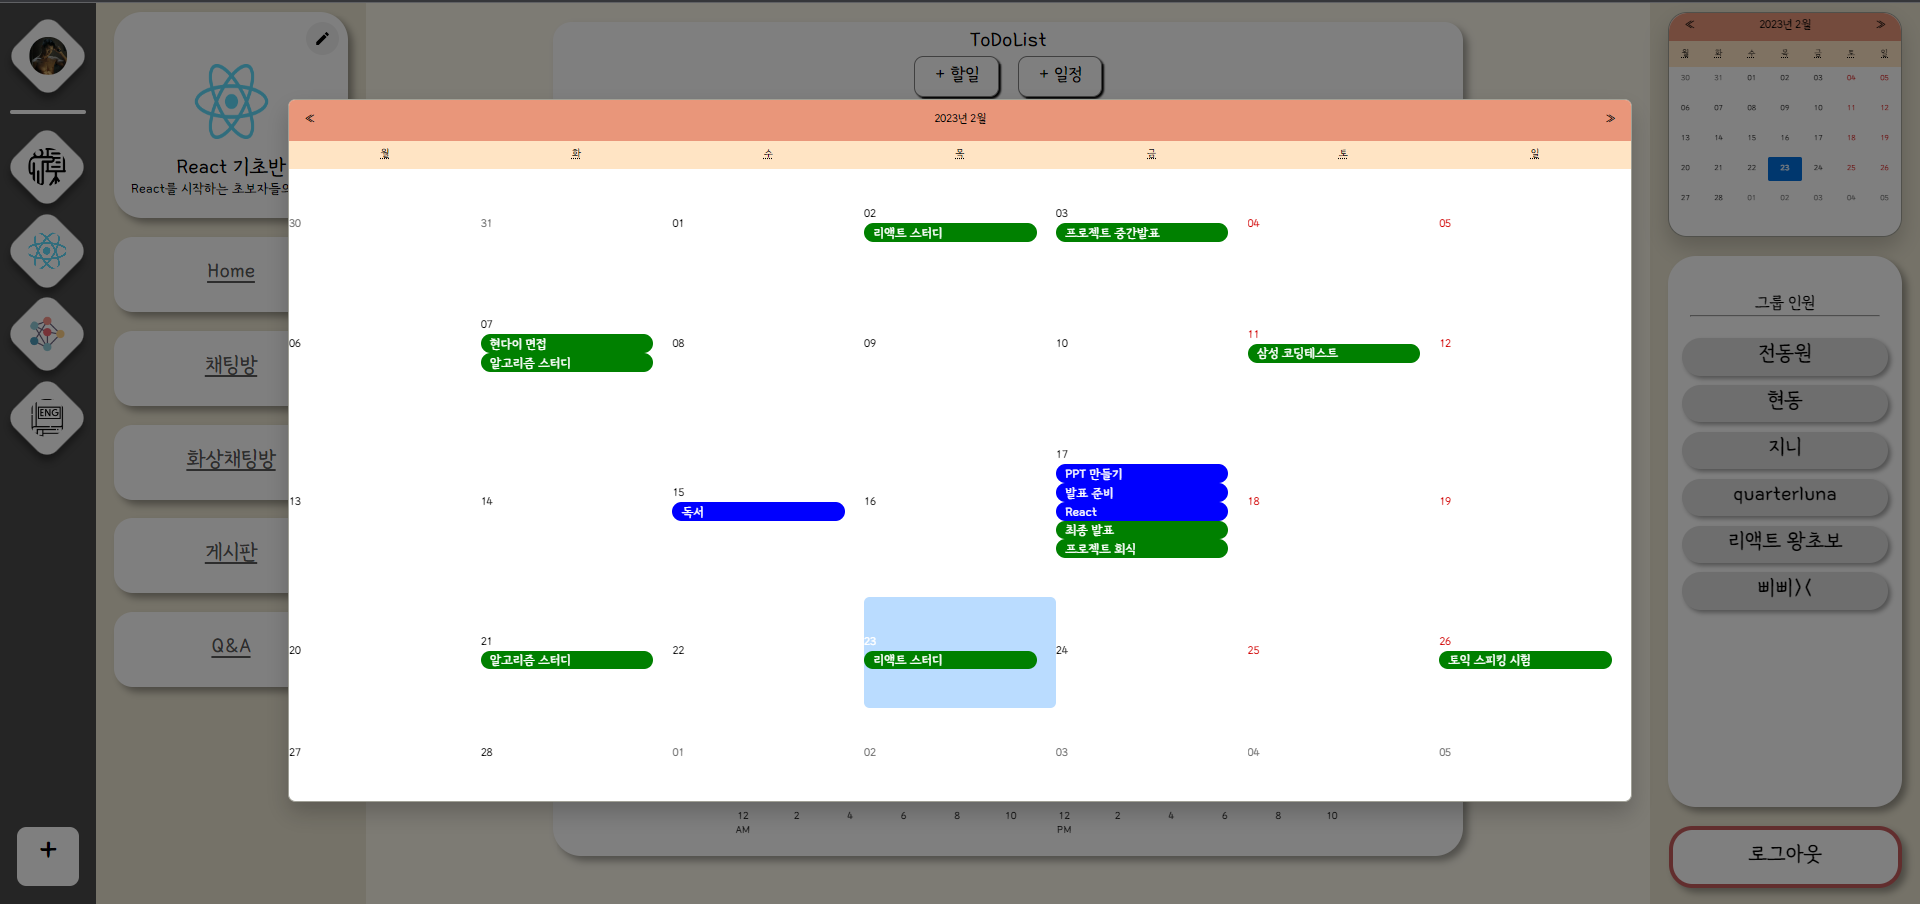 ToDoList
+ 할일
+ 일정
React 기초반
React를 시작하는 초보자들의
Home
채팅방
화상채팅방
게시판
Q&A
ENG
+
≪ 2023년 2월 ≫
월 화 수 목 금 토 일
30 31 01 02 03 04 05
리액트 스터디
프로젝트 중간발표
06 07 08 09 10 11 12
현다이 면접
알고리즘 스터디
삼성 코딩테스트
13 14 15 16 17 18 19
독서
PPT 만들기
발표 준비
React
최종 발표
프로젝트 회식
20 21 22 23 24 25 26
알고리즘 스터디
리액트 스터디
토익 스피킹 시험
27 28 01 02 03 04 05
12 2 4 6 8 10 12 2 4 6 8 10
AM PM
≪ 2023년 2월 ≫
월 화 수 목 금 토 일
30 31 01 02 03 04 05
06 07 08 09 10 11 12
13 14 15 16 17 18 19
20 21 22 23 24 25 26
27 28 01 02 03 04 05
그룹 인원
전동원
현동
지니
quarterluna
리액트 왕초보
삐삐><
로그아웃